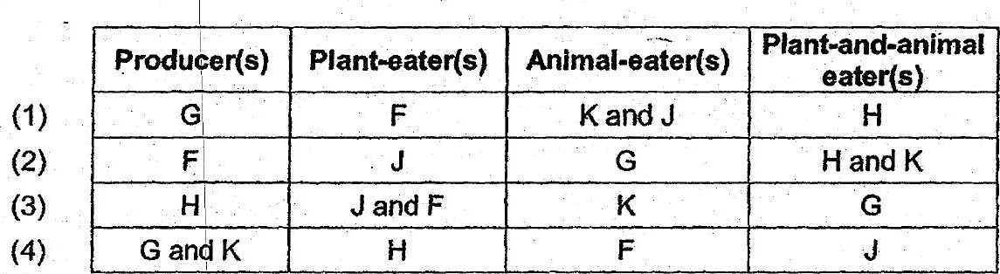 Producer(s) Plant-eater(s) Animal-eater(s) Plant-and-animal eater(s)
(1) G F K and J H
(2) F J G H and K
(3) H J and F K G
(4) G and K H F J